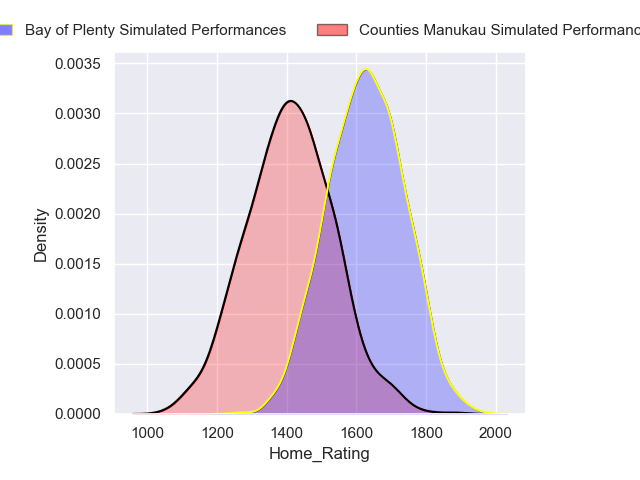 Bay of Plenty Simulated Performances
Counties Manukau Simulated
0.0035
0.0030
0.0025
0.0020
0.0015
0.0010
0.0005
0.0000
Density
1000 1200 1400 1600 1800 2000
Home_Rating